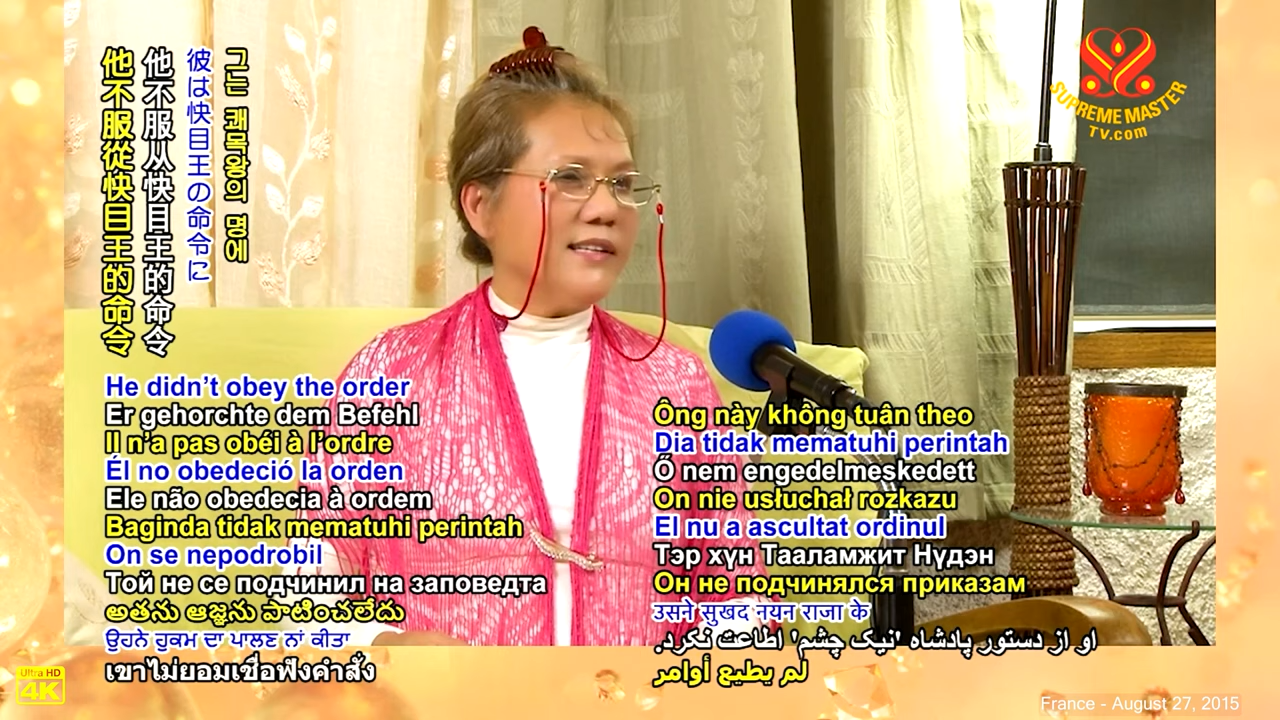 他不服從快目王的命令
他不服从快目王的命令
彼は快目王の命令に
그는 쾌목왕의 명에
SUPREME MASTER
TV.com
He didn’t obey the order
Er gehorchte dem Befehl
Il n’a pas obéi à l’ordre
Él no obedeció la orden
Ele não obedecia à ordem
Baginda tidak mematuhi perintah
On se nepodrobil
Той не се подчинил на заповедта
అతను ఆజ్ఞను పాటించలేదు
ਉਹਨੇ ਹੁਕਮ ਦਾ ਪਾਲਣ ਨਾਂ ਕੀਤਾ
เขาไม่ยอมเชื่อฟังคำสั่ง
Ông này không tuân theo
Dia tidak mematuhi perintah
Ő nem engedelmeskedett
On nie usłuchał rozkazu
El nu a ascultat ordinul
Тэр хүн Тааламжит Нүдэн
Он не подчинялся приказам
उसने सुखद नयन राजा के
او از دستور پادشاه 'نیک چشم' اطاعت نکرد.
لم يطيع أوامر
Ultra HD
4K
France - August 27, 2015